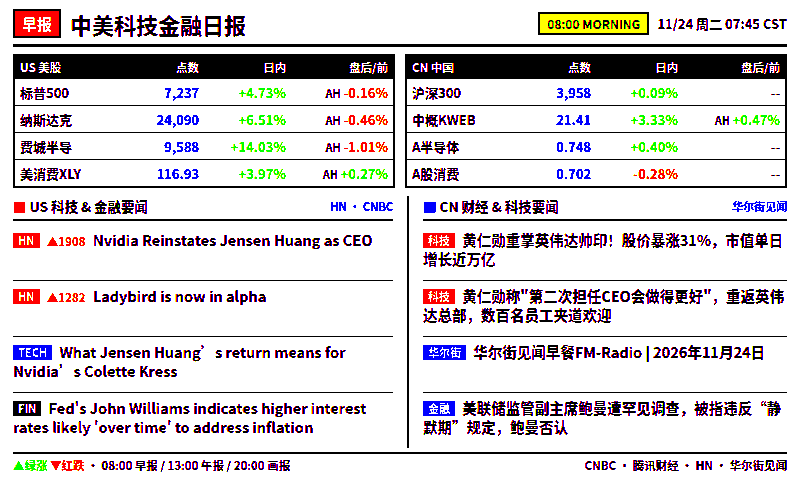 早报 中美科技金融日报 08:00 MORNING 11/24 周二 07:45 CST
US 美股 点数 日内 盘后/前
标普500 7,237 +4.73% AH -0.16%
纳斯达克 24,090 +6.51% AH -0.46%
费城半导 9,588 +14.03% AH -1.01%
美消费XLY 116.93 +3.97% AH +0.27%
CN 中国 点数 日内 盘后/前
沪深300 3,958 +0.09% --
中概KWEB 21.41 +3.33% AH +0.47%
A半导体 0.748 +0.40% --
A股消费 0.702 -0.28% --
US 科技 & 金融要闻 HN · CNBC
HN ▲1908 Nvidia Reinstates Jensen Huang as CEO
HN ▲1282 Ladybird is now in alpha
TECH What Jensen Huang’s return means for
Nvidia’s Colette Kress
FIN Fed's John Williams indicates higher interest
rates likely 'over time' to address inflation
CN 财经 & 科技要闻 华尔街见闻
科技 黄仁勋重掌英伟达帅印！股价暴涨31%，市值单日
增长近万亿
科技 黄仁勋称"第二次担任CEO会做得更好"，重返英伟
达总部，数百名员工夹道欢迎
华尔街 华尔街见闻早餐FM-Radio | 2026年11月24日
金融 美联储监管副主席鲍曼遭罕见调查，被指违反“静
默期”规定，鲍曼否认
▲绿涨 ▼红跌 · 08:00 早报 / 13:00 午报 / 20:00 画报
CNBC · 腾讯财经 · HN · 华尔街见闻